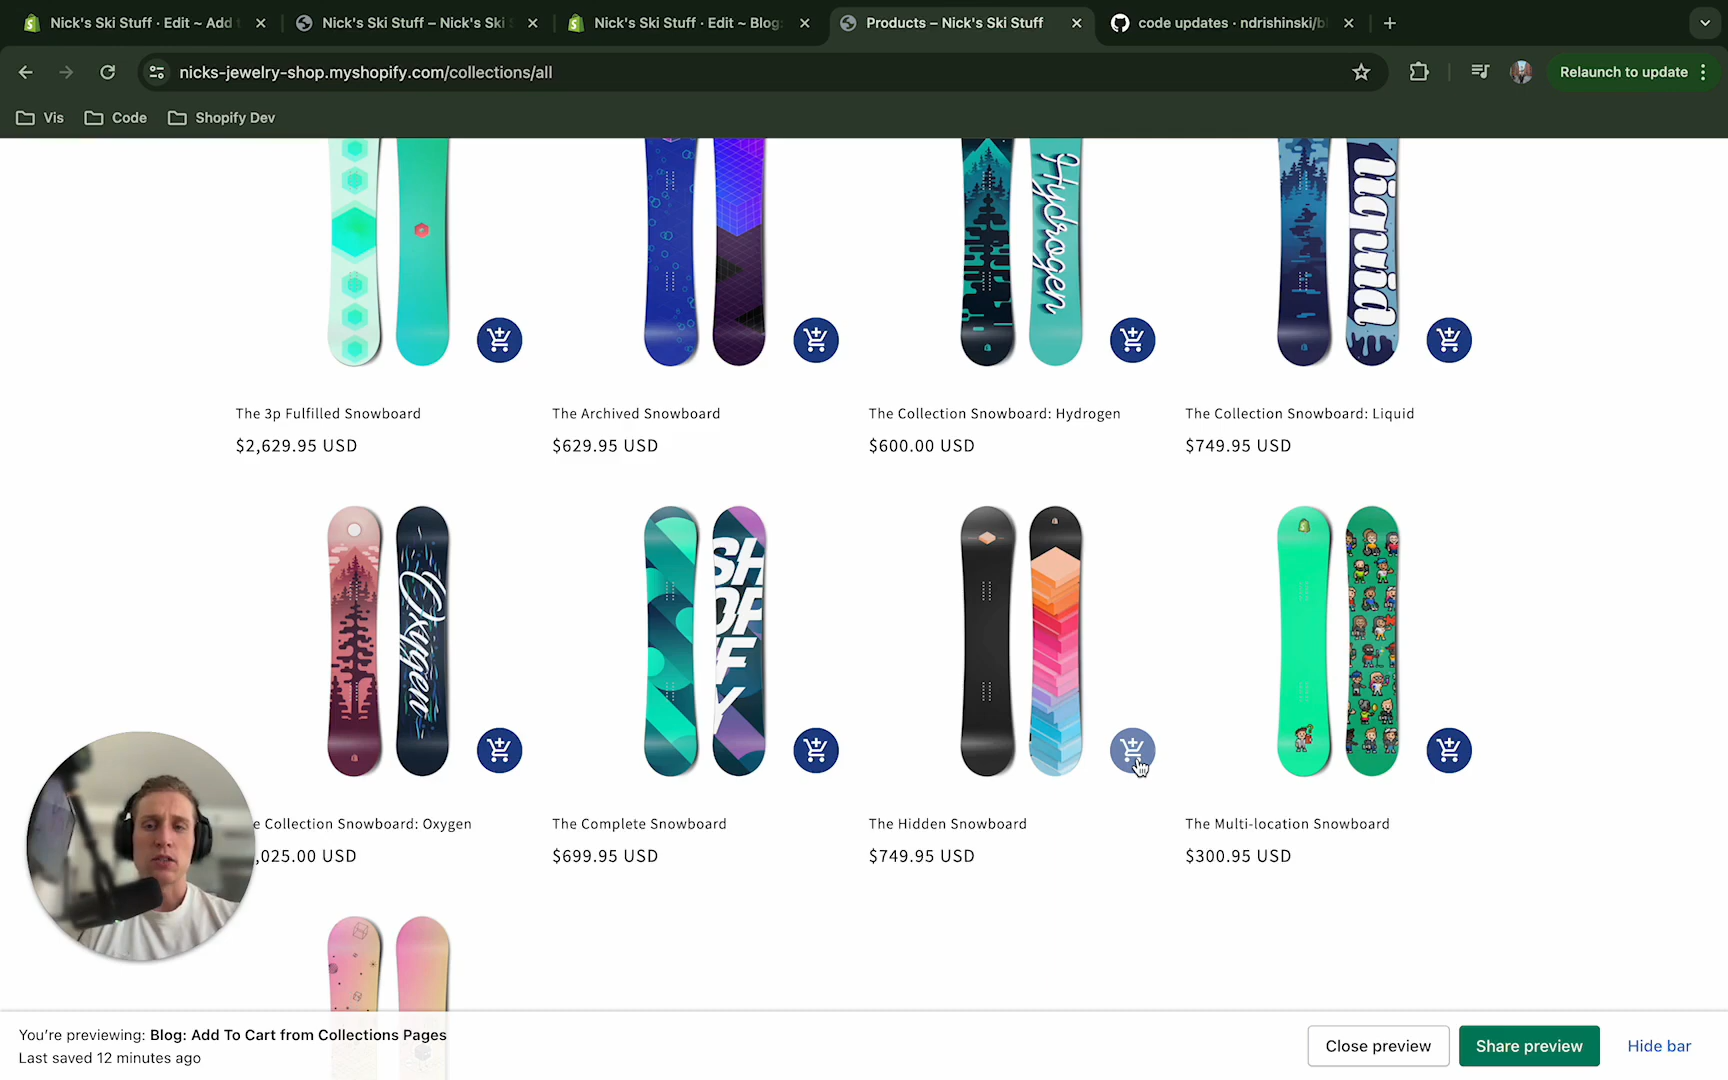 Nick's Ski Stuff · Edit ~ Add
Nick's Ski Stuff – Nick's Ski
Nick's Ski Stuff · Edit ~ Blog:
Products – Nick's Ski Stuff
code updates · ndrishinski/bl
nicks-jewelry-shop.myshopify.com/collections/all
Relaunch to update
Vis
Code
Shopify Dev
Hydrogen
liquid
The 3p Fulfilled Snowboard
The Archived Snowboard
The Collection Snowboard: Hydrogen
The Collection Snowboard: Liquid
$2,629.95 USD
$629.95 USD
$600.00 USD
$749.95 USD
Oxygen
SH
OP
IF
Y
e Collection Snowboard: Oxygen
The Complete Snowboard
The Hidden Snowboard
The Multi-location Snowboard
,025.00 USD
$699.95 USD
$749.95 USD
$300.95 USD
You're previewing: Blog: Add To Cart from Collections Pages
Last saved 12 minutes ago
Close preview
Share preview
Hide bar